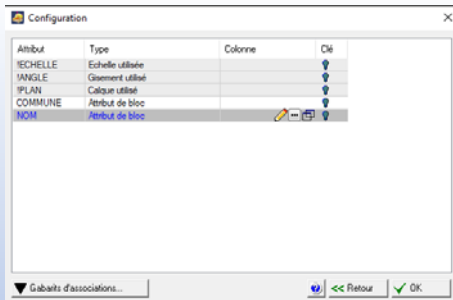 Configuration
Attribut Type Colonne Clé
!ECHELLE Echelle utilisée
!ANGLE Gisement utilisé
!PLAN Calque utilisé
COMMUNE Attribut de bloc
NOM Attribut de bloc
Gabarits d'associations... << Retour OK